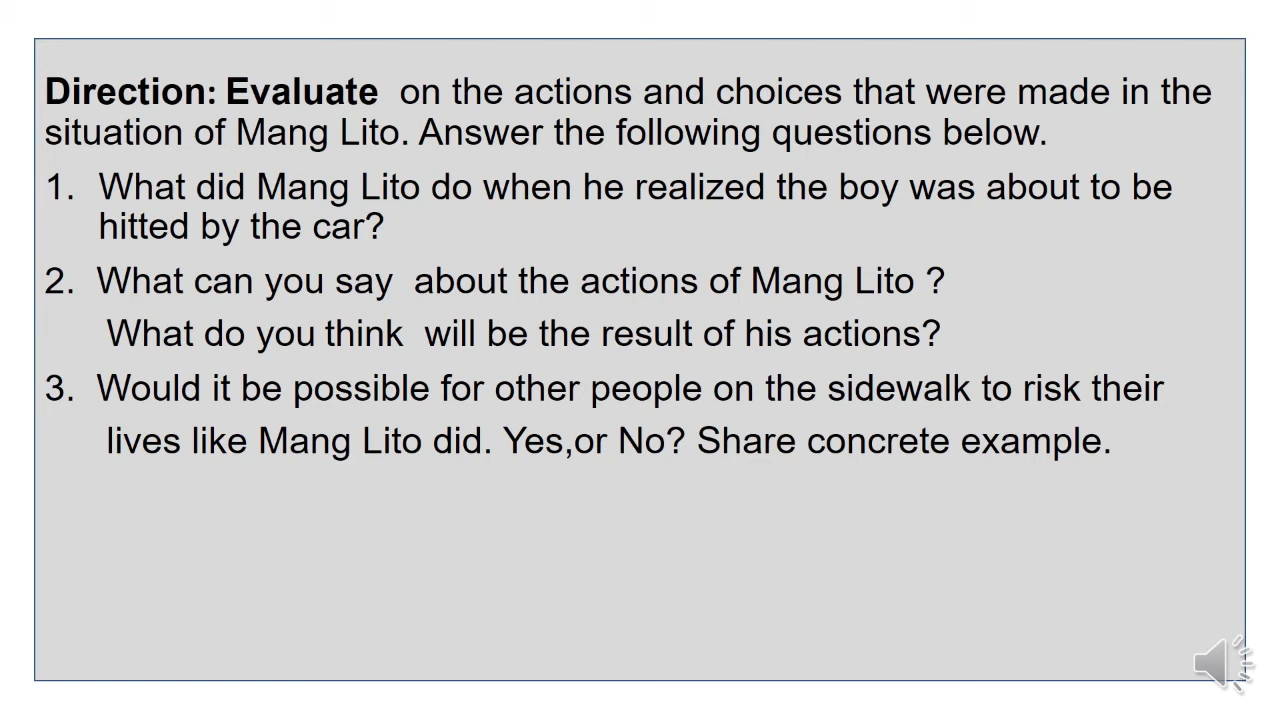 Direction: Evaluate on the actions and choices that were made in the
situation of Mang Lito. Answer the following questions below.
1. What did Mang Lito do when he realized the boy was about to be
hitted by the car?
2. What can you say about the actions of Mang Lito ?
What do you think will be the result of his actions?
3. Would it be possible for other people on the sidewalk to risk their
lives like Mang Lito did. Yes,or No? Share concrete example.